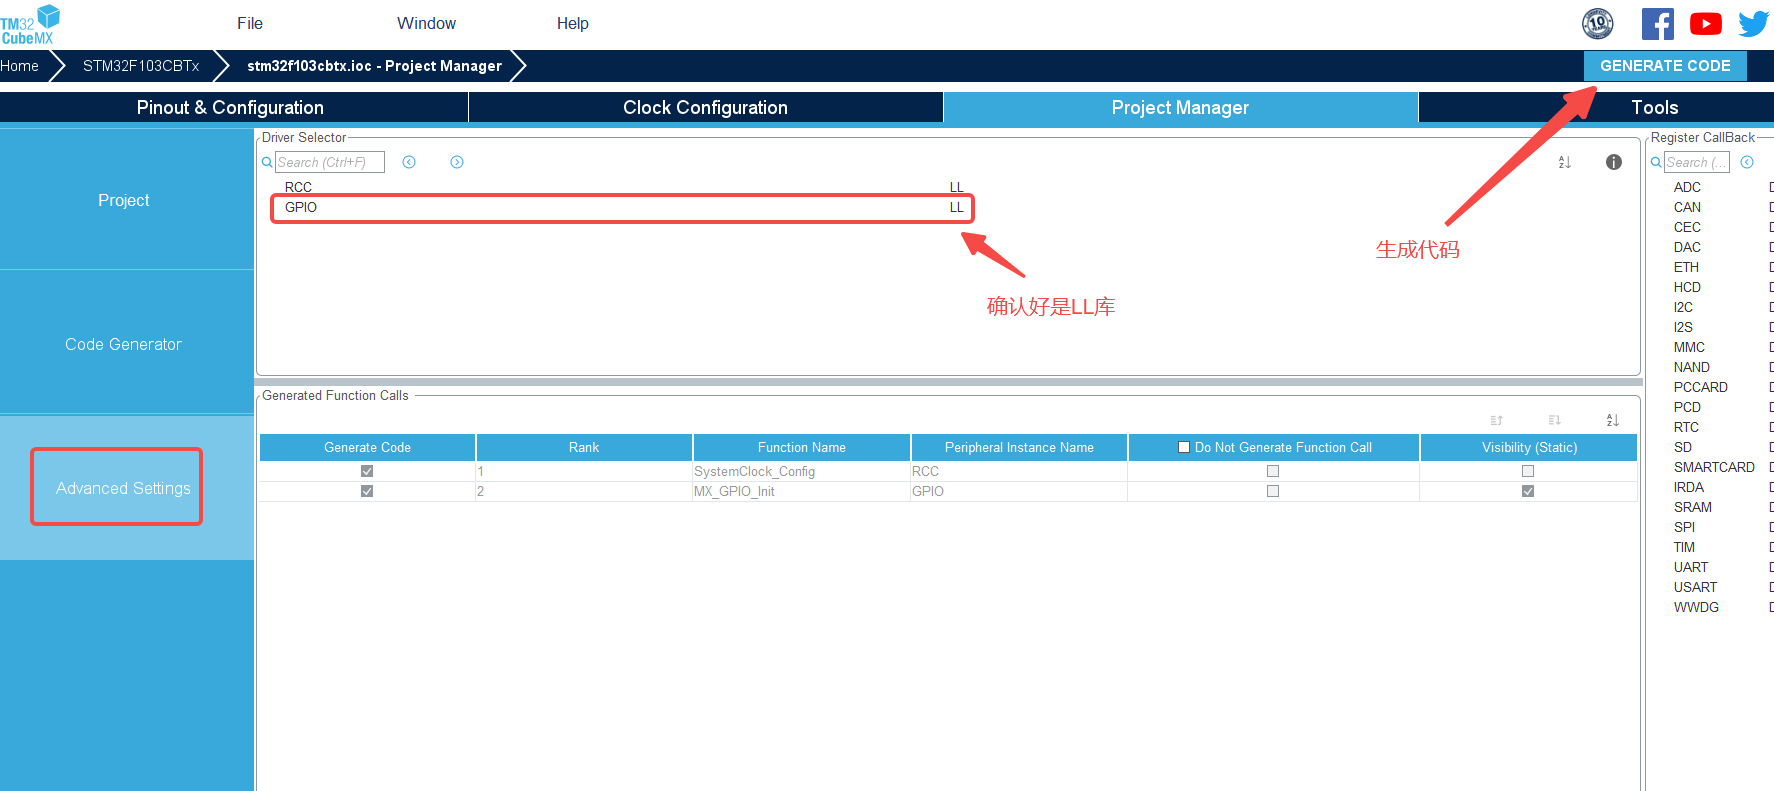 TM32
CubeMX
File
Window
Help
10
Home
STM32F103CBTx
stm32f103cbtx.ioc - Project Manager
GENERATE CODE
Pinout & Configuration
Clock Configuration
Project Manager
Tools
Project
Code Generator
Advanced Settings
Driver Selector
Search (Ctrl+F)
RCC LL
GPIO LL
确认好是LL库
生成代码
Generated Function Calls
Generate Code Rank Function Name Peripheral Instance Name Do Not Generate Function Call Visibility (Static)
1 SystemClock_Config RCC
2 MX_GPIO_Init GPIO
Register CallBack
Search (...
ADC
CAN
CEC
DAC
ETH
HCD
I2C
I2S
MMC
NAND
PCCARD
PCD
RTC
SD
SMARTCARD
IRDA
SRAM
SPI
TIM
UART
USART
WWDG